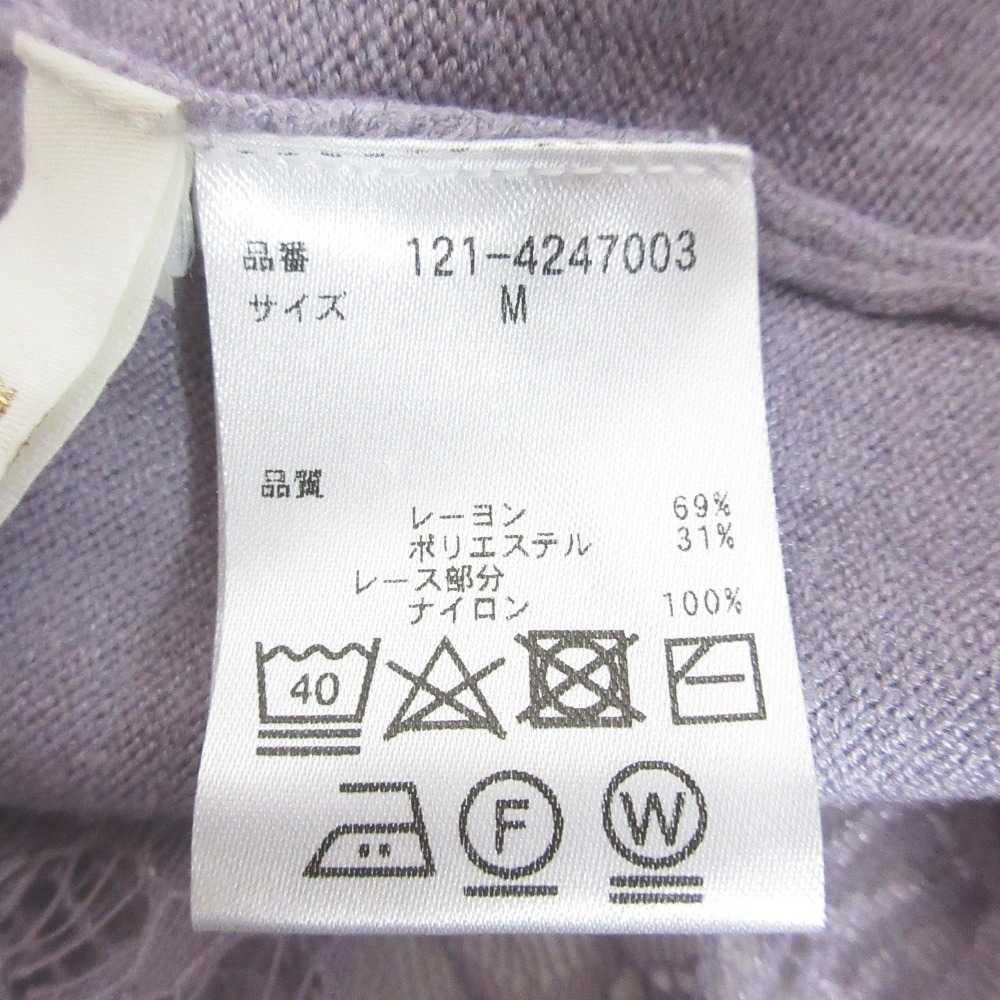 品番 121-4247003
サイズ M
品質
レーヨン 69%
ポリエステル 31%
レース部分
ナイロン 100%
40
F
W